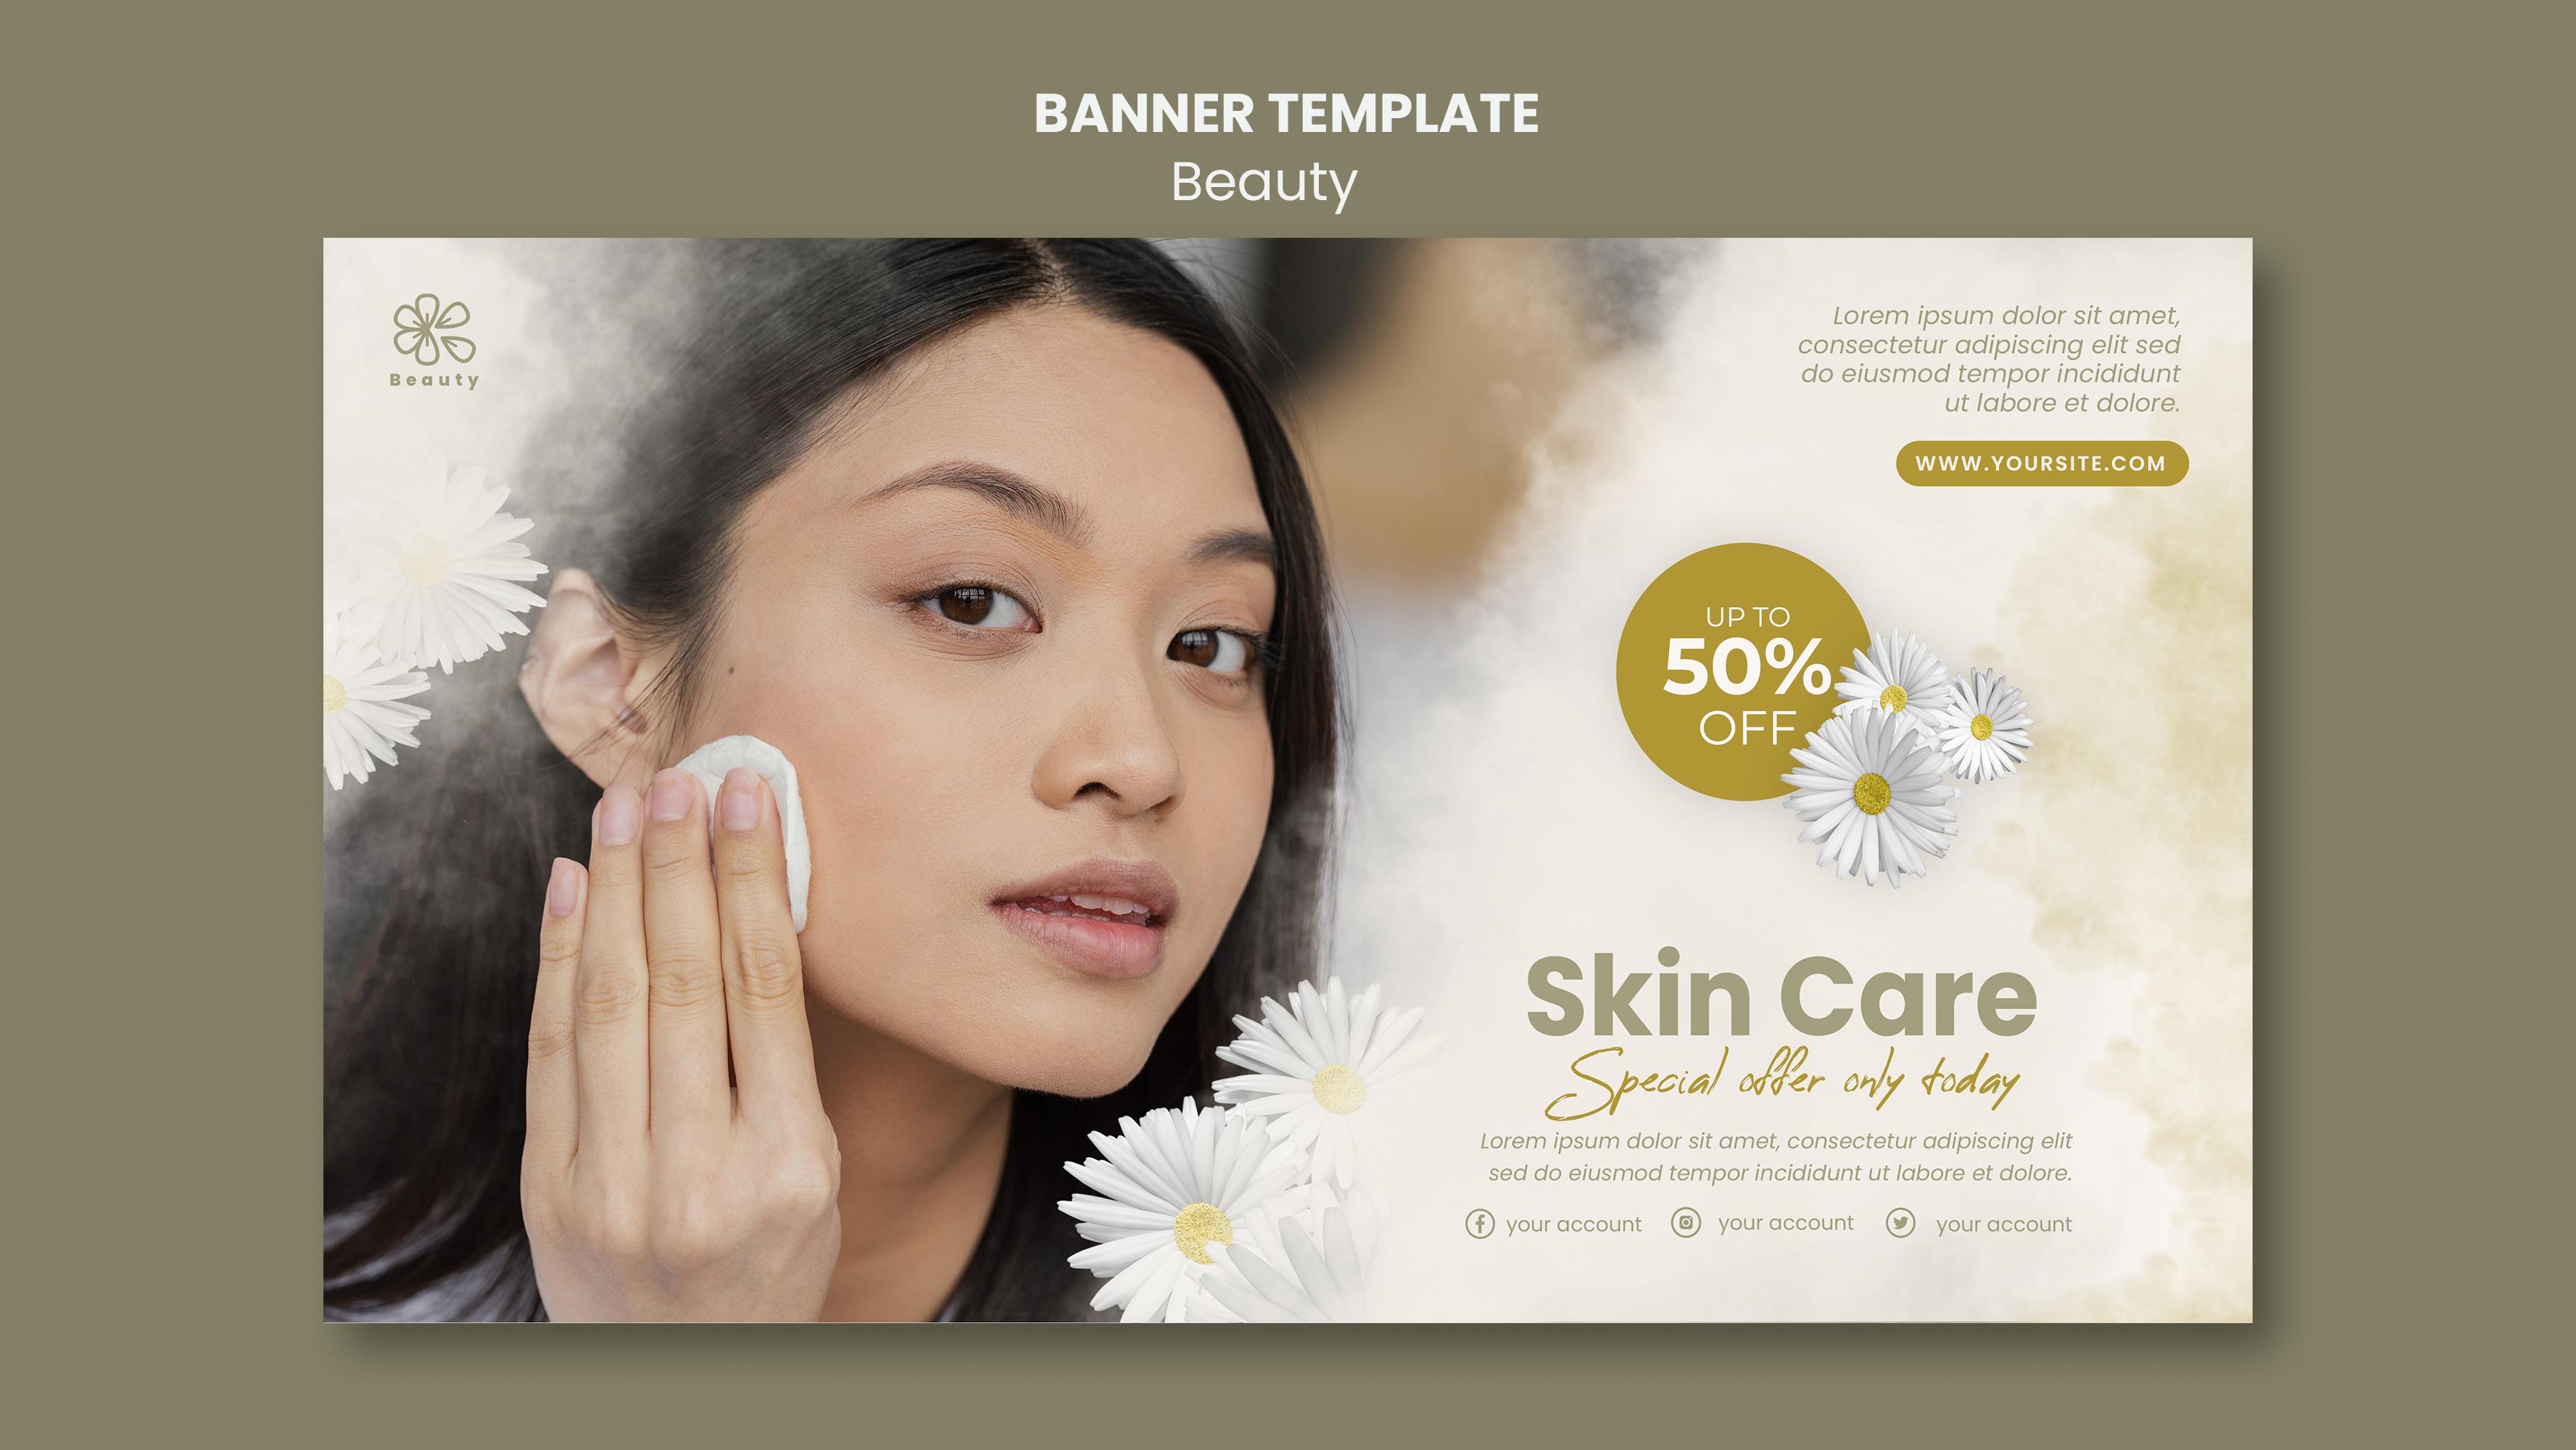 BANNER TEMPLATE
Beauty
Beauty
Lorem ipsum dolor sit amet,
consectetur adipiscing elit sed
do eiusmod tempor incididunt
ut labore et dolore.
WWW.YOURSITE.COM
UP TO
50%
OFF
Skin Care
Special offer only today
Lorem ipsum dolor sit amet, consectetur adipiscing elit
sed do eiusmod tempor incididunt ut labore et dolore.
your account your account your account